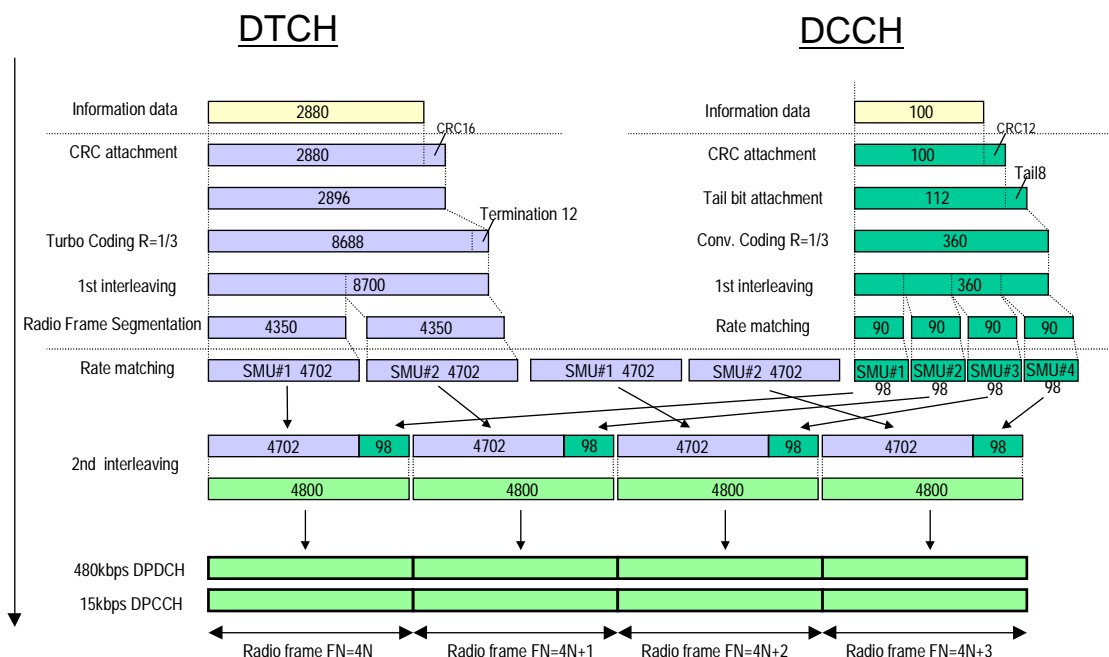 DTCH DCCH
Information data 2880 Information data 100
CRC16 CRC12
CRC attachment 2880 CRC attachment 100
Tail8
2896 Tail bit attachment 112
Termination 12
Turbo Coding R=1/3 8688 Conv. Coding R=1/3 360
1st interleaving 8700 1st interleaving 360
Radio Frame Segmentation 4350 4350 Rate matching 90 90 90 90
Rate matching SMU#1 4702 SMU#2 4702 SMU#1 4702 SMU#2 4702 SMU#1 SMU#2 SMU#3 SMU#4
98 98 98 98
4702 98 4702 98 4702 98 4702 98
2nd interleaving
4800 4800 4800 4800
480kbps DPDCH
15kbps DPCCH
Radio frame FN=4N Radio frame FN=4N+1 Radio frame FN=4N+2 Radio frame FN=4N+3